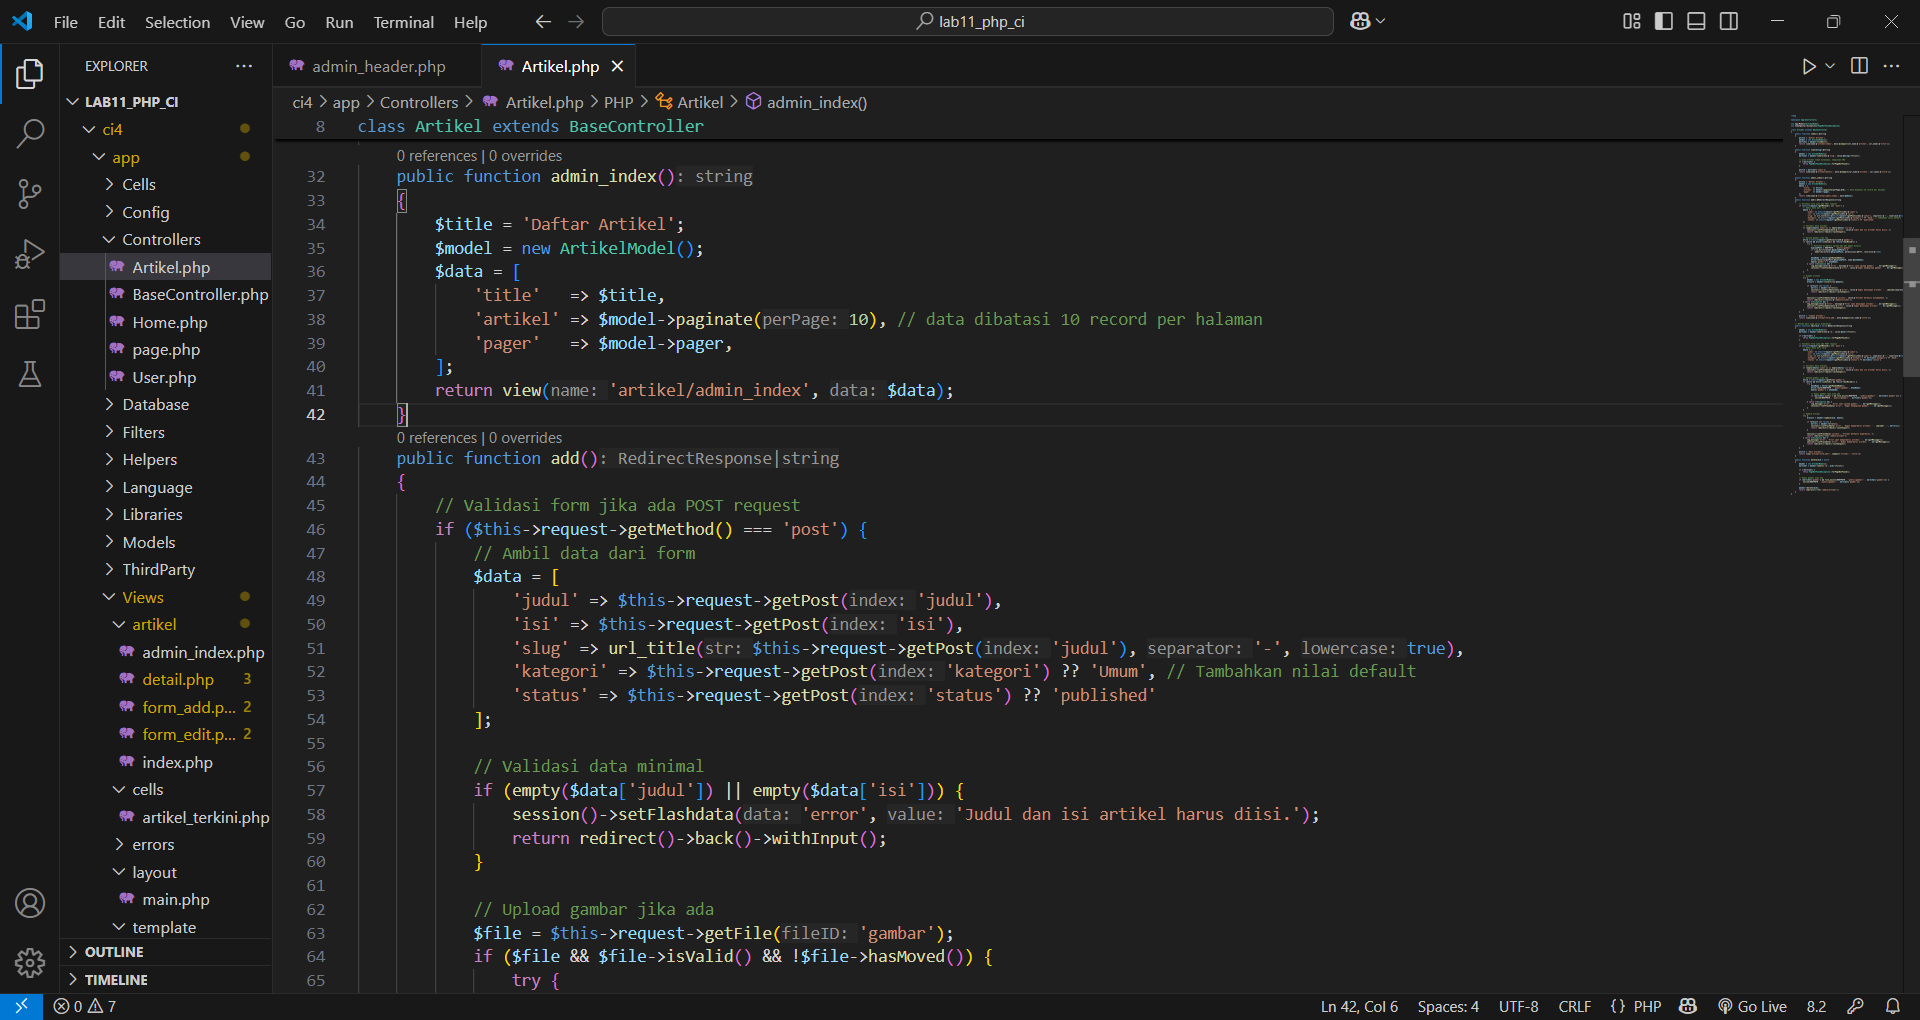 File Edit Selection View Go Run Terminal Help
lab11_php_ci
EXPLORER
LAB11_PHP_CI
ci4
app
Cells
Config
Controllers
Artikel.php
BaseController.php
Home.php
page.php
User.php
Database
Filters
Helpers
Language
Libraries
Models
ThirdParty
Views
artikel
admin_index.php
detail.php 3
form_add.p... 2
form_edit.p... 2
index.php
cells
artikel_terkini.php
errors
layout
main.php
template
OUTLINE
TIMELINE
admin_header.php Artikel.php
ci4 > app > Controllers > Artikel.php > PHP > Artikel > admin_index()
8 class Artikel extends BaseController
0 references | 0 overrides
32 public function admin_index(): string
33 {
34 $title = 'Daftar Artikel';
35 $model = new ArtikelModel();
36 $data = [
37 'title' => $title,
38 'artikel' => $model->paginate(perPage: 10), // data dibatasi 10 record per halaman
39 'pager' => $model->pager,
40 ];
41 return view(name: 'artikel/admin_index', data: $data);
42 }
0 references | 0 overrides
43 public function add(): RedirectResponse|string
44 {
45 // Validasi form jika ada POST request
46 if ($this->request->getMethod() === 'post') {
47 // Ambil data dari form
48 $data = [
49 'judul' => $this->request->getPost(index: 'judul'),
50 'isi' => $this->request->getPost(index: 'isi'),
51 'slug' => url_title(str: $this->request->getPost(index: 'judul'), separator: '-', lowercase: true),
52 'kategori' => $this->request->getPost(index: 'kategori') ?? 'Umum', // Tambahkan nilai default
53 'status' => $this->request->getPost(index: 'status') ?? 'published'
54 ];
55
56 // Validasi data minimal
57 if (empty($data['judul']) || empty($data['isi'])) {
58 session()->setFlashdata(data: 'error', value: 'Judul dan isi artikel harus diisi.');
59 return redirect()->back()->withInput();
60 }
61
62 // Upload gambar jika ada
63 $file = $this->request->getFile(fileID: 'gambar');
64 if ($file && $file->isValid() && !$file->hasMoved()) {
65 try {
0 7
Ln 42, Col 6 Spaces: 4 UTF-8 CRLF {} PHP Go Live 8.2